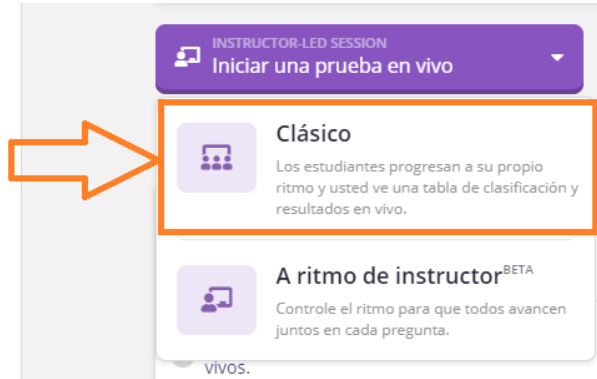 INSTRUCTOR-LED SESSION
Iniciar una prueba en vivo
Clásico
Los estudiantes progresan a su propio
ritmo y usted ve una tabla de clasificación y
resultados en vivo.
A ritmo de instructor BETA
Controle el ritmo para que todos avancen
juntos en cada pregunta.
vivos.